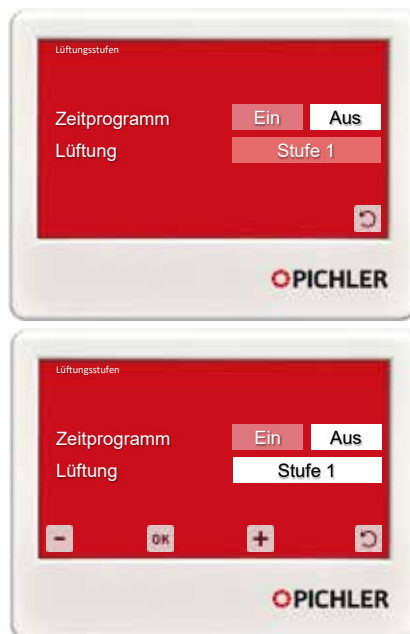 Lüftungsstufen
Zeitprogramm Ein Aus
Lüftung Stufe 1
PICHLER
Lüftungsstufen
Zeitprogramm Ein Aus
Lüftung Stufe 1
- OK +
PICHLER